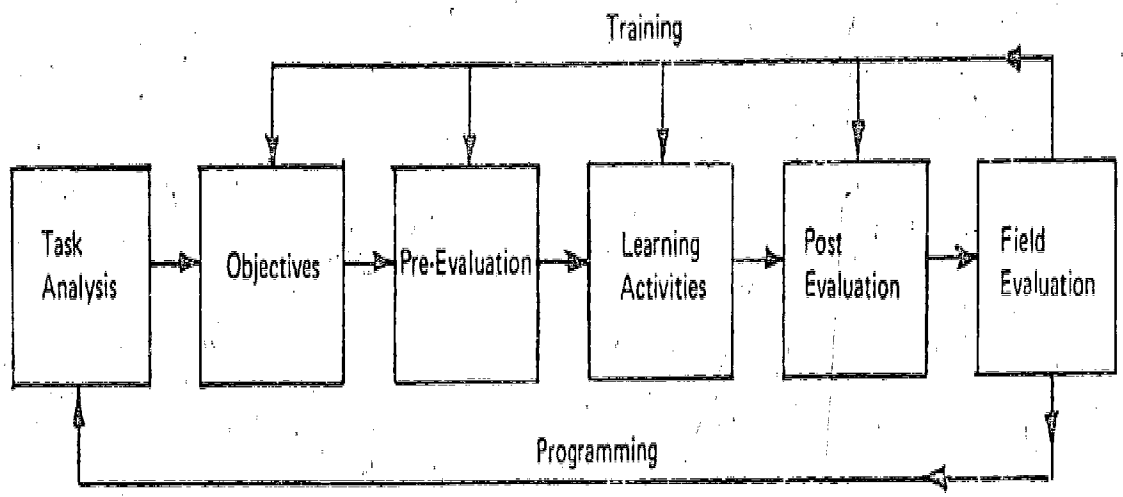 Training
Task
Analysis
Objectives
Pre-Evaluation
Learning
Activities
Post
Evaluation
Field
Evaluation
Programming